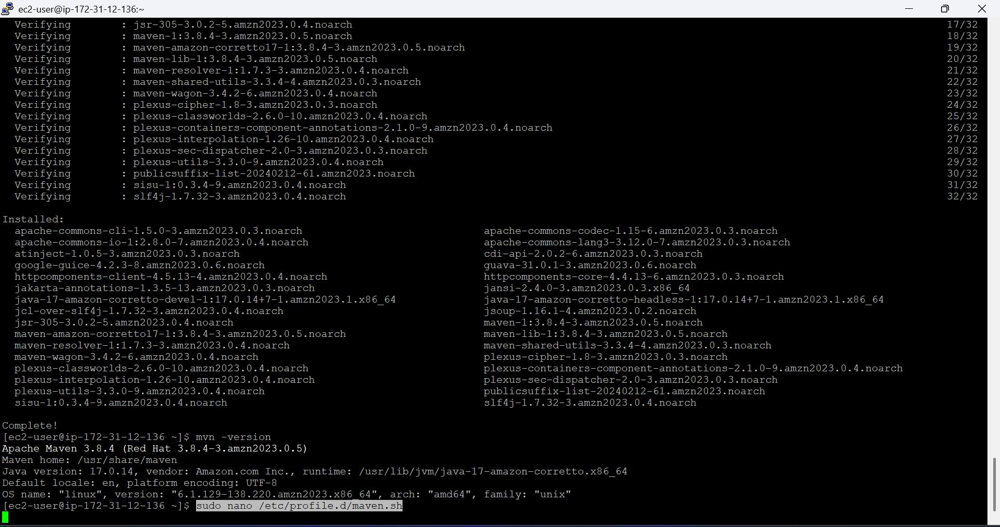 ec2-user@ip-172-31-12-136:~
Verifying : jsr-305-3.0.2-5.amzn2023.0.4.noarch 17/32
Verifying : maven-1:3.8.4-3.amzn2023.0.5.noarch 18/32
Verifying : maven-amazon-corretto17-1:3.8.4-3.amzn2023.0.5.noarch 19/32
Verifying : maven-lib-1:3.8.4-3.amzn2023.0.5.noarch 20/32
Verifying : maven-resolver-1:1.7.3-3.amzn2023.0.4.noarch 21/32
Verifying : maven-shared-utils-3.3.4-4.amzn2023.0.3.noarch 22/32
Verifying : maven-wagon-3.4.2-6.amzn2023.0.4.noarch 23/32
Verifying : plexus-cipher-1.8-3.amzn2023.0.3.noarch 24/32
Verifying : plexus-classworlds-2.6.0-10.amzn2023.0.4.noarch 25/32
Verifying : plexus-containers-component-annotations-2.1.0-9.amzn2023.0.4.noarch 26/32
Verifying : plexus-interpolation-1.26-10.amzn2023.0.4.noarch 27/32
Verifying : plexus-sec-dispatcher-2.0-3.amzn2023.0.3.noarch 28/32
Verifying : plexus-utils-3.3.0-9.amzn2023.0.4.noarch 29/32
Verifying : publicsuffix-list-20240212-61.amzn2023.noarch 30/32
Verifying : sisu-1:0.3.4-9.amzn2023.0.4.noarch 31/32
Verifying : slf4j-1.7.32-3.amzn2023.0.4.noarch 32/32
Installed:
apache-commons-cli-1.5.0-3.amzn2023.0.3.noarch apache-commons-codec-1.15-6.amzn2023.0.3.noarch
apache-commons-io-1:2.8.0-7.amzn2023.0.4.noarch apache-commons-lang3-3.12.0-7.amzn2023.0.3.noarch
atinject-1.0.5-3.amzn2023.0.3.noarch cdi-api-2.0.2-6.amzn2023.0.3.noarch
google-guice-4.2.3-8.amzn2023.0.6.noarch guava-31.0.1-3.amzn2023.0.6.noarch
httpcomponents-client-4.5.13-4.amzn2023.0.4.noarch httpcomponents-core-4.4.13-6.amzn2023.0.3.noarch
jakarta-annotations-1.3.5-13.amzn2023.0.3.noarch jansi-2.4.0-3.amzn2023.0.3.x86_64
java-17-amazon-corretto-devel-1:17.0.14+7-1.amzn2023.1.x86_64 java-17-amazon-corretto-headless-1:17.0.14+7-1.amzn2023.1.x86_64
jcl-over-slf4j-1.7.32-3.amzn2023.0.4.noarch jsoup-1.16.1-4.amzn2023.0.2.noarch
jsr-305-3.0.2-5.amzn2023.0.4.noarch maven-1:3.8.4-3.amzn2023.0.5.noarch
maven-amazon-corretto17-1:3.8.4-3.amzn2023.0.5.noarch maven-lib-1:3.8.4-3.amzn2023.0.5.noarch
maven-resolver-1:1.7.3-3.amzn2023.0.4.noarch maven-shared-utils-3.3.4-4.amzn2023.0.3.noarch
maven-wagon-3.4.2-6.amzn2023.0.4.noarch plexus-cipher-1.8-3.amzn2023.0.3.noarch
plexus-classworlds-2.6.0-10.amzn2023.0.4.noarch plexus-containers-component-annotations-2.1.0-9.amzn2023.0.4.noarch
plexus-interpolation-1.26-10.amzn2023.0.4.noarch plexus-sec-dispatcher-2.0-3.amzn2023.0.3.noarch
plexus-utils-3.3.0-9.amzn2023.0.4.noarch publicsuffix-list-20240212-61.amzn2023.noarch
sisu-1:0.3.4-9.amzn2023.0.4.noarch slf4j-1.7.32-3.amzn2023.0.4.noarch
Complete!
[ec2-user@ip-172-31-12-136 ~]$ mvn -version
Apache Maven 3.8.4 (Red Hat 3.8.4-3.amzn2023.0.5)
Maven home: /usr/share/maven
Java version: 17.0.14, vendor: Amazon.com Inc., runtime: /usr/lib/jvm/java-17-amazon-corretto.x86_64
Default locale: en, platform encoding: UTF-8
OS name: "linux", version: "6.1.129-138.220.amzn2023.x86_64", arch: "amd64", family: "unix"
[ec2-user@ip-172-31-12-136 ~]$ sudo nano /etc/profile.d/maven.sh